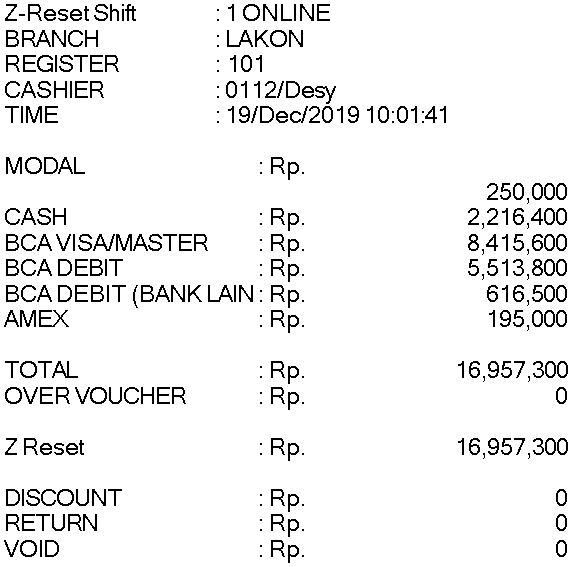 Z-Reset Shift : 1 ONLINE
BRANCH : LAKON
REGISTER : 101
CASHIER : 0112/Desy
TIME : 19/Dec/2019 10:01:41
MODAL : Rp.
250,000
CASH : Rp. 2,216,400
BCA VISA/MASTER : Rp. 8,415,600
BCA DEBIT : Rp. 5,513,800
BCA DEBIT (BANK LAIN : Rp. 616,500
AMEX : Rp. 195,000
TOTAL : Rp. 16,957,300
OVER VOUCHER : Rp. 0
Z Reset : Rp. 16,957,300
DISCOUNT : Rp. 0
RETURN : Rp. 0
VOID : Rp. 0